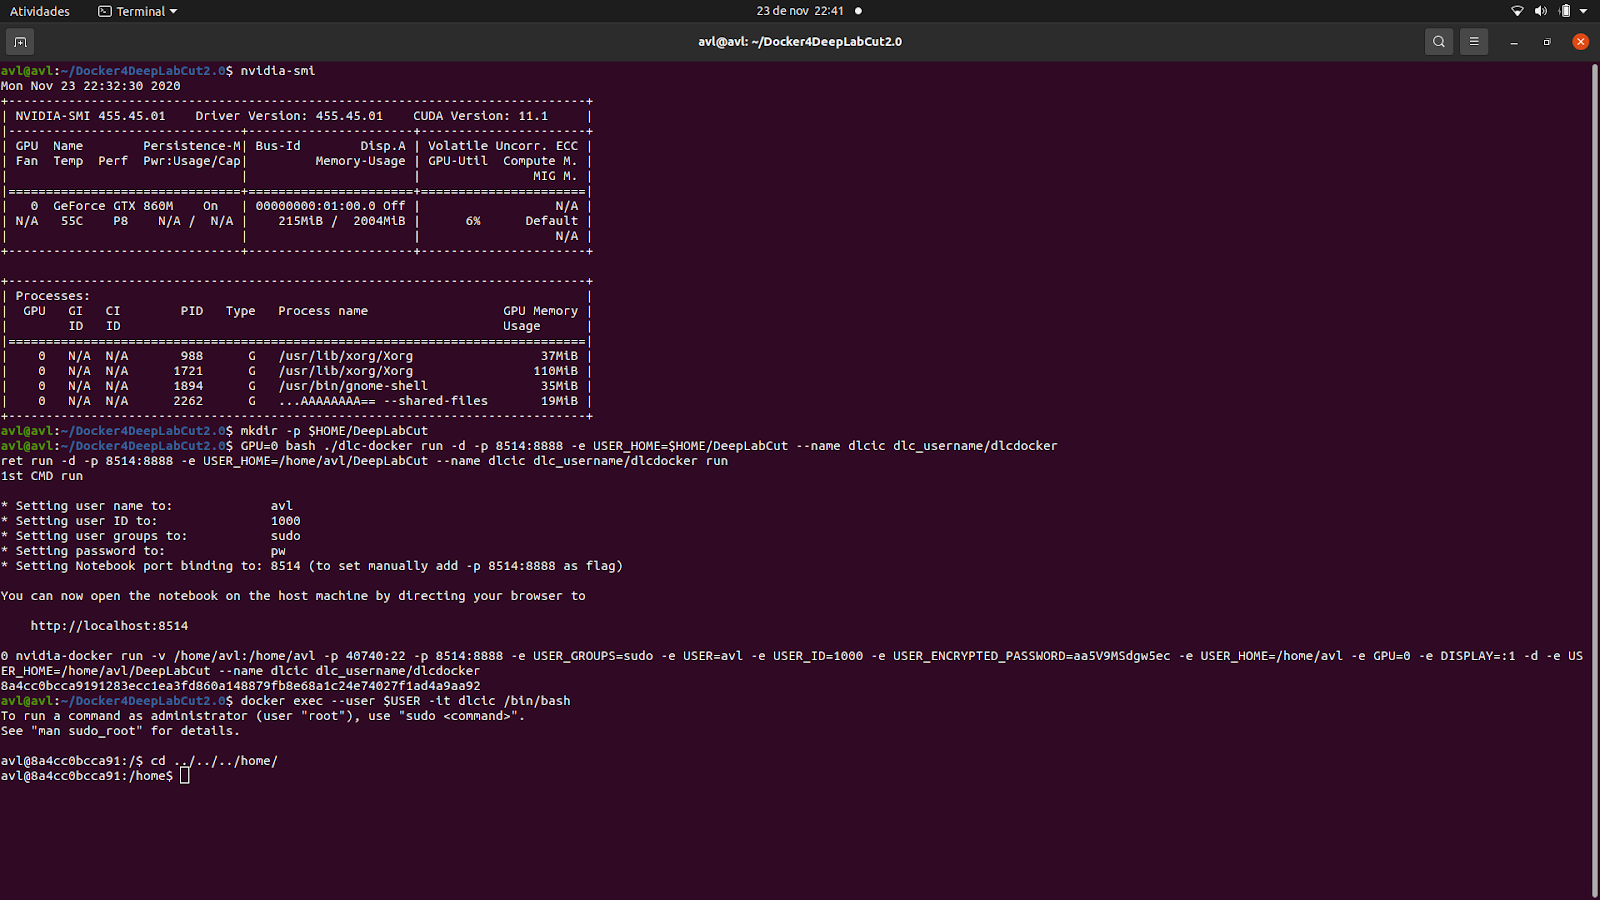 Atividades Terminal 23 de nov 22:41
avl@avl: ~/Docker4DeepLabCut2.0
avl@avl:~/Docker4DeepLabCut2.0$ nvidia-smi
Mon Nov 23 22:32:30 2020
+-----------------------------------------------------------------------------+
| NVIDIA-SMI 455.45.01    Driver Version: 455.45.01    CUDA Version: 11.1     |
|-------------------------------+----------------------+----------------------+
| GPU  Name        Persistence-M| Bus-Id        Disp.A | Volatile Uncorr. ECC |
| Fan  Temp  Perf  Pwr:Usage/Cap|         Memory-Usage | GPU-Util  Compute M. |
|                               |                      |               MIG M. |
|===============================+======================+======================|
|   0  GeForce GTX 860M    On   | 00000000:01:00.0 Off |                  N/A |
| N/A   55C    P8    N/A /  N/A |    215MiB /  2004MiB |      6%      Default |
|                               |                      |                  N/A |
+-------------------------------+----------------------+----------------------+

+-----------------------------------------------------------------------------+
| Processes:                                                                  |
|  GPU   GI   CI        PID   Type   Process name                  GPU Memory |
|        ID   ID                                                   Usage      |
|=============================================================================|
|    0   N/A  N/A       988      G   /usr/lib/xorg/Xorg                 37MiB |
|    0   N/A  N/A      1721      G   /usr/lib/xorg/Xorg                110MiB |
|    0   N/A  N/A      1894      G   /usr/bin/gnome-shell               35MiB |
|    0   N/A  N/A      2262      G   ...AAAAAAAA== --shared-files       19MiB |
+-----------------------------------------------------------------------------+
avl@avl:~/Docker4DeepLabCut2.0$ mkdir -p $HOME/DeepLabCut
avl@avl:~/Docker4DeepLabCut2.0$ GPU=0 bash ./dlc-docker run -d -p 8514:8888 -e USER_HOME=$HOME/DeepLabCut --name dlcic dlc_username/dlcdocker
ret run -d -p 8514:8888 -e USER_HOME=/home/avl/DeepLabCut --name dlcic dlc_username/dlcdocker run
1st CMD run

* Setting user name to:             avl
* Setting user ID to:               1000
* Setting user groups to:           sudo
* Setting password to:              pw
* Setting Notebook port binding to: 8514 (to set manually add -p 8514:8888 as flag)

You can now open the notebook on the host machine by directing your browser to

    http://localhost:8514

0 nvidia-docker run -v /home/avl:/home/avl -p 40740:22 -p 8514:8888 -e USER_GROUPS=sudo -e USER=avl -e USER_ID=1000 -e USER_ENCRYPTED_PASSWORD=aa5V9MSdgw5ec -e USER_HOME=/home/avl -e GPU=0 -e DISPLAY=:1 -d -e US
ER_HOME=/home/avl/DeepLabCut --name dlcic dlc_username/dlcdocker
8a4cc0bcca9191283ecc1ea3fd860a148879fb8e68a1c24e74027f1ad4a9aa92
avl@avl:~/Docker4DeepLabCut2.0$ docker exec --user $USER -it dlcic /bin/bash
To run a command as administrator (user "root"), use "sudo <command>".
See "man sudo_root" for details.

avl@8a4cc0bcca91:/$ cd ../../../home/
avl@8a4cc0bcca91:/home$